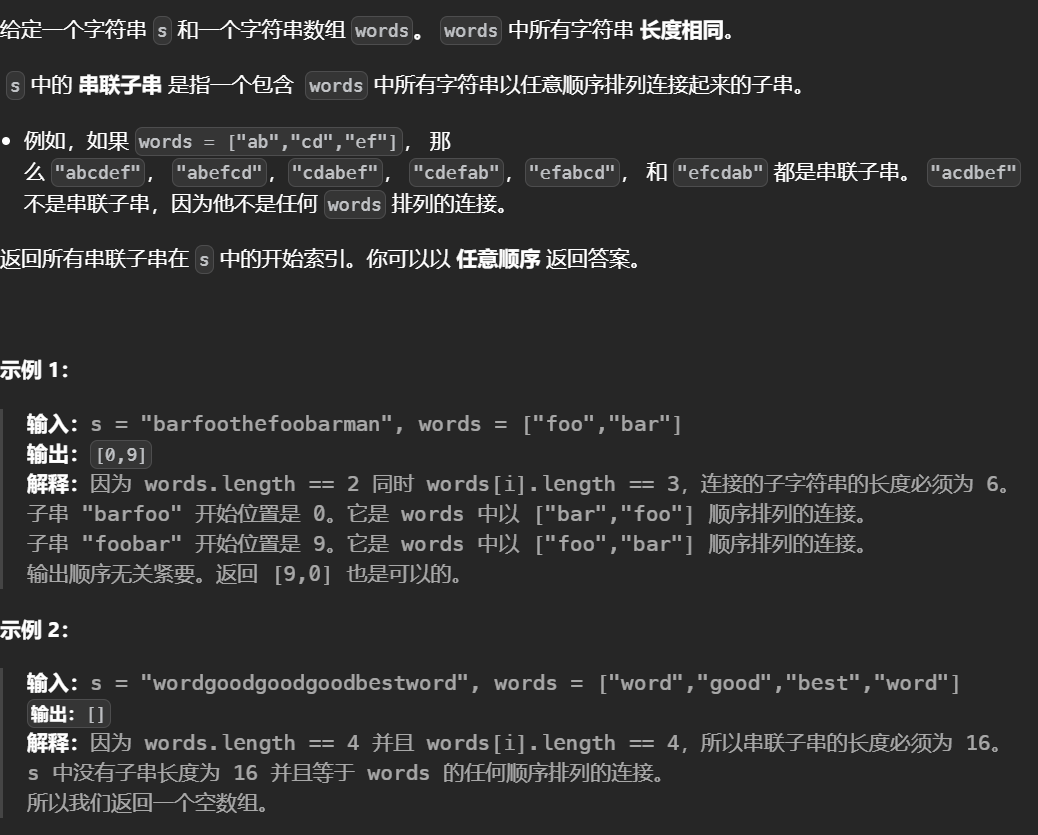 给定一个字符串 s 和一个字符串数组 words。 words 中所有字符串 长度相同。
s 中的 串联子串 是指一个包含 words 中所有字符串以任意顺序排列连接起来的子串。
• 例如，如果 words = ["ab","cd","ef"]， 那
么 "abcdef"， "abefcd"，"cdabef"， "cdefab"，"efabcd"， 和 "efcdab" 都是串联子串。 "acdbef"
不是串联子串，因为他不是任何 words 排列的连接。
返回所有串联子串在 s 中的开始索引。你可以以 任意顺序 返回答案。
示例 1：
输入：s = "barfoothefoobarman", words = ["foo","bar"]
输出：[0,9]
解释：因为 words.length == 2 同时 words[i].length == 3，连接的子字符串的长度必须为 6。
子串 "barfoo" 开始位置是 0。它是 words 中以 ["bar","foo"] 顺序排列的连接。
子串 "foobar" 开始位置是 9。它是 words 中以 ["foo","bar"] 顺序排列的连接。
输出顺序无关紧要。返回 [9,0] 也是可以的。
示例 2：
输入：s = "wordgoodgoodgoodbestword", words = ["word","good","best","word"]
输出：[]
解释：因为 words.length == 4 并且 words[i].length == 4，所以串联子串的长度必须为 16。
s 中没有子串长度为 16 并且等于 words 的任何顺序排列的连接。
所以我们返回一个空数组。